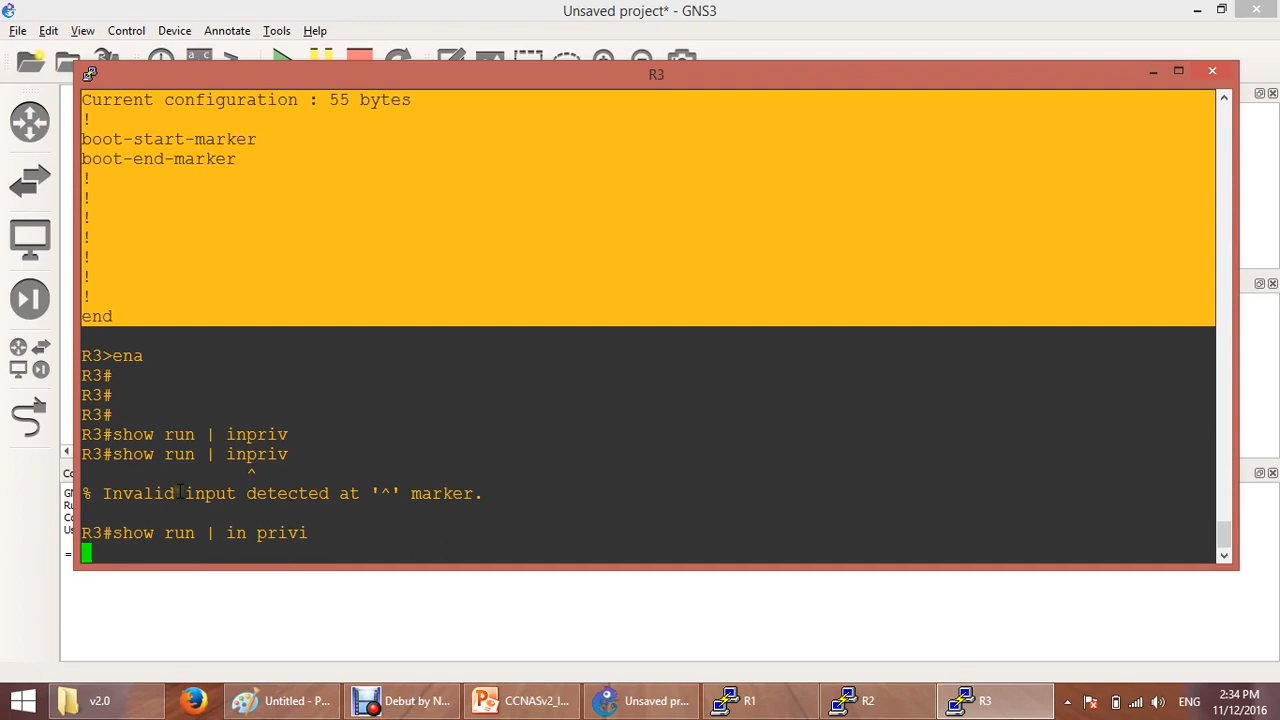 Unsaved project* - GNS3
File Edit View Control Device Annotate Tools Help
R3
Current configuration : 55 bytes
!
boot-start-marker
boot-end-marker
!
!
!
!
!
!
!
end
R3>ena
R3#
R3#
R3#
R3#show run | inpriv
R3#show run | inpriv
^
% Invalid input detected at '^' marker.
R3#show run | in privi
v2.0
Untitled - P...
Debut by N...
CCNASv2_I...
Unsaved pr...
R1
R2
R3
ENG
2:34 PM
11/12/2016